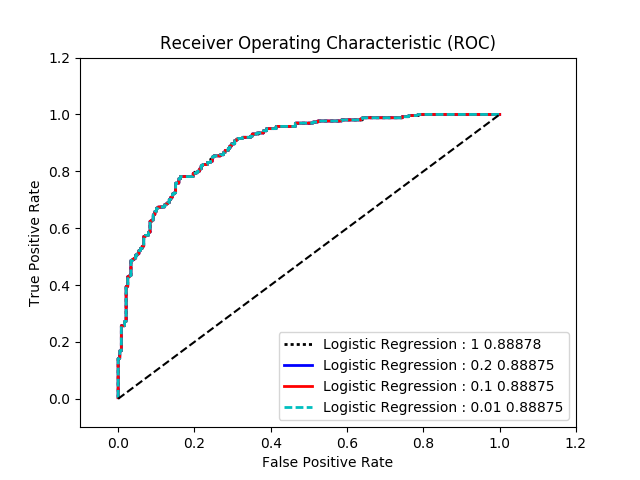 Receiver Operating Characteristic (ROC)
1.2
1.0
0.8
0.6
0.4
0.2
0.0
True Positive Rate
Logistic Regression : 1 0.88878
Logistic Regression : 0.2 0.88875
Logistic Regression : 0.1 0.88875
Logistic Regression : 0.01 0.88875
0.0 0.2 0.4 0.6 0.8 1.0 1.2
False Positive Rate